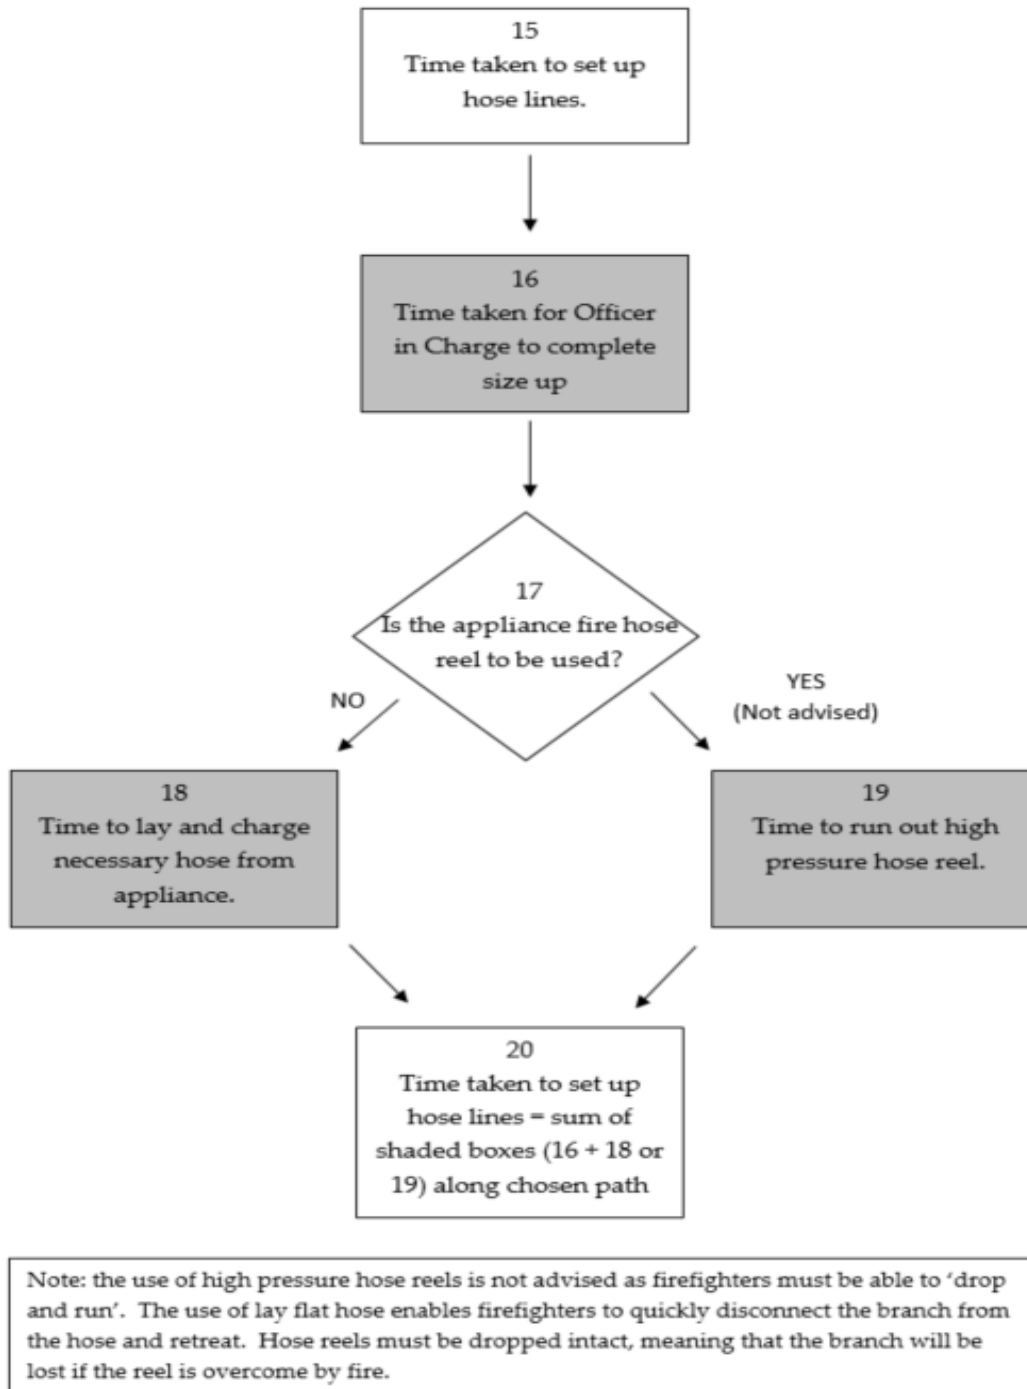 15
Time taken to set up
hose lines.
16
Time taken for Officer
in Charge to complete
size up
17
Is the appliance fire hose
reel to be used?
NO
YES
(Not advised)
18
Time to lay and charge
necessary hose from
appliance.
19
Time to run out high
pressure hose reel.
20
Time taken to set up
hose lines = sum of
shaded boxes (16 + 18 or
19) along chosen path
Note: the use of high pressure hose reels is not advised as firefighters must be able to ‘drop
and run’. The use of lay flat hose enables firefighters to quickly disconnect the branch from
the hose and retreat. Hose reels must be dropped intact, meaning that the branch will be
lost if the reel is overcome by fire.